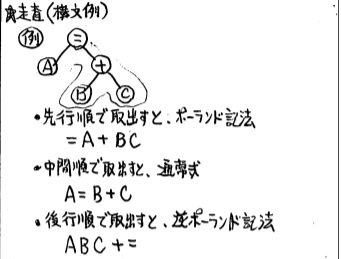 走査(構文例)
例
=
A
+
B
C
・先行順で取出すと、ポーランド記法
= A + BC
・中間順で取出すと、通常式
A = B + C
・後行順で取出すと、逆ポーランド記法
ABC + =